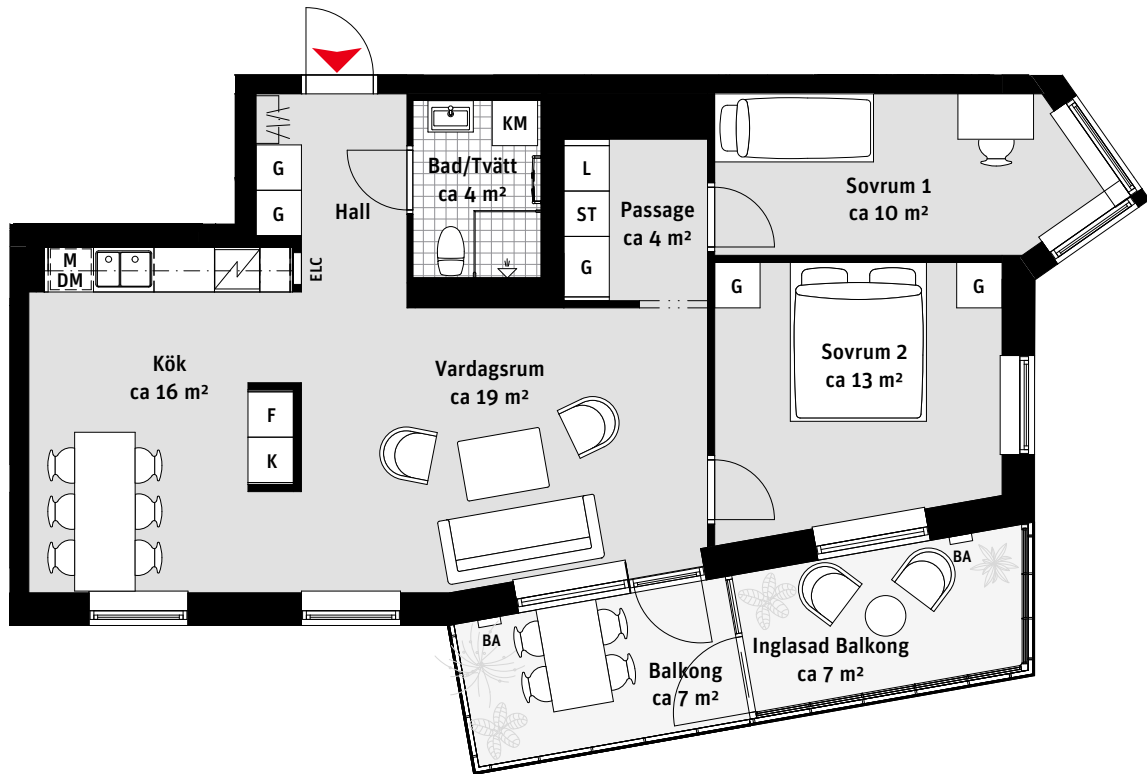 KM
Bad/Tvätt
ca 4 m²
G
G
Hall
L
ST
G
Passage
ca 4 m²
Sovrum 1
ca 10 m²
M
DM
ELC
G
G
Sovrum 2
ca 13 m²
Kök
ca 16 m²
Vardagsrum
ca 19 m²
F
K
BA
BA
Inglasad Balkong
ca 7 m²
Balkong
ca 7 m²